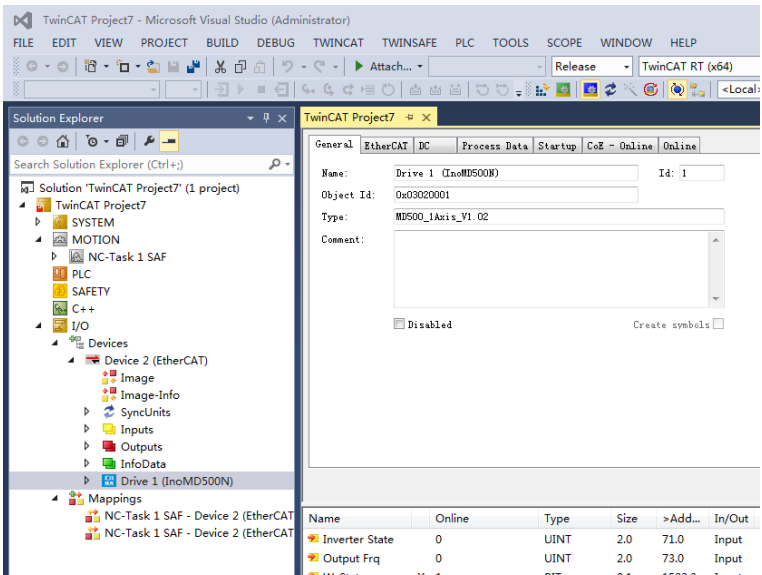 TwinCAT Project7 - Microsoft Visual Studio (Administrator)
FILE EDIT VIEW PROJECT BUILD DEBUG TWINCAT TWINSAFE PLC TOOLS SCOPE WINDOW HELP
Attach... Release TwinCAT RT (x64)
<Local>
Solution Explorer
TwinCAT Project7
Search Solution Explorer (Ctrl+;)
Solution 'TwinCAT Project7' (1 project)
TwinCAT Project7
SYSTEM
MOTION
NC-Task 1 SAF
PLC
SAFETY
C++
I/O
Devices
Device 2 (EtherCAT)
Image
Image-Info
SyncUnits
Inputs
Outputs
InfoData
Drive 1 (InoMD500N)
Mappings
NC-Task 1 SAF - Device 2 (EtherCAT
NC-Task 1 SAF - Device 2 (EtherCAT
General EtherCAT DC Process Data Startup CoE - Online Online
Name: Drive 1 (InoMD500N) Id: 1
Object Id: 0x03020001
Type: MD500_1Axis_V1.02
Comment:
Disabled Create symbols
Name Online Type Size >Add... In/Out
Inverter State 0 UINT 2.0 71.0 Input
Output Frq 0 UINT 2.0 73.0 Input